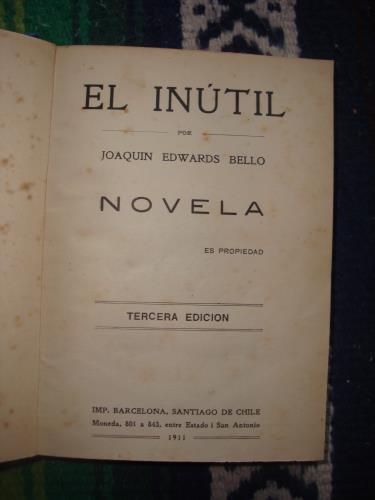 EL INÚTIL
POR
JOAQUIN EDWARDS BELLO
NOVELA
ES PROPIEDAD
TERCERA EDICION
IMP. BARCELONA, SANTIAGO DE CHILE
Moneda, 801 a 843, entre Estado i San Antonio
1911